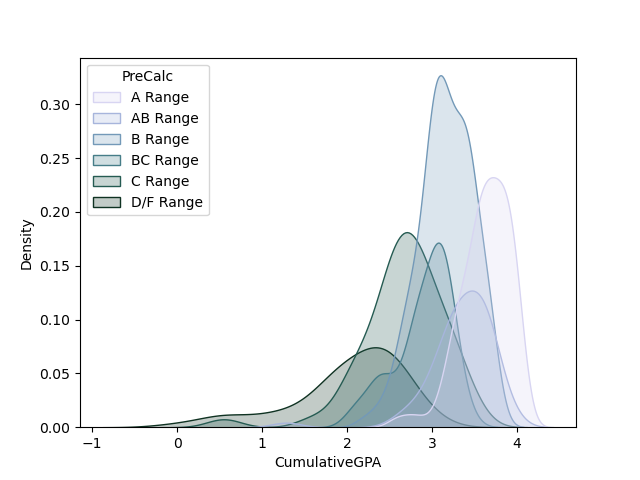 PreCalc
A Range
AB Range
B Range
BC Range
C Range
D/F Range
0.30
0.25
0.20
0.15
0.10
0.05
0.00
Density
−1
0
1
2
3
4
CumulativeGPA